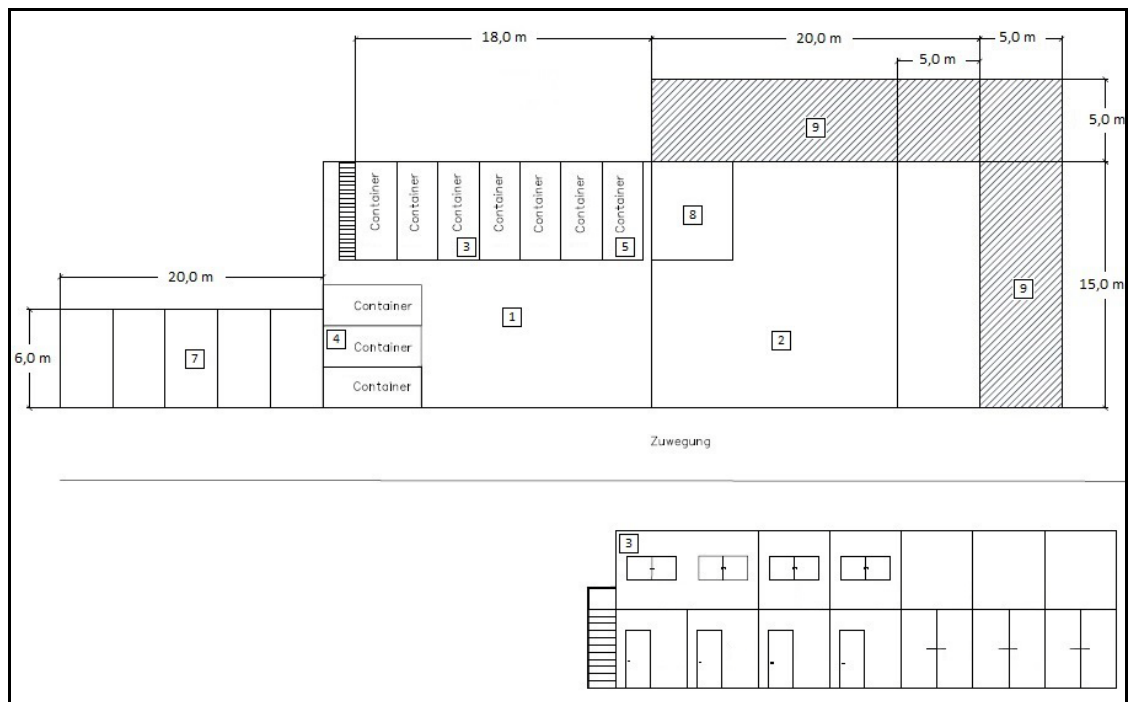 18,0 m
20,0 m
5,0 m
5,0 m
9
5,0 m
Container
Container
Container
Container
Container
Container
Container
3
5
8
20,0 m
9
15,0 m
Container
1
4
Container
2
6,0 m
7
Container
Zuwegung
3